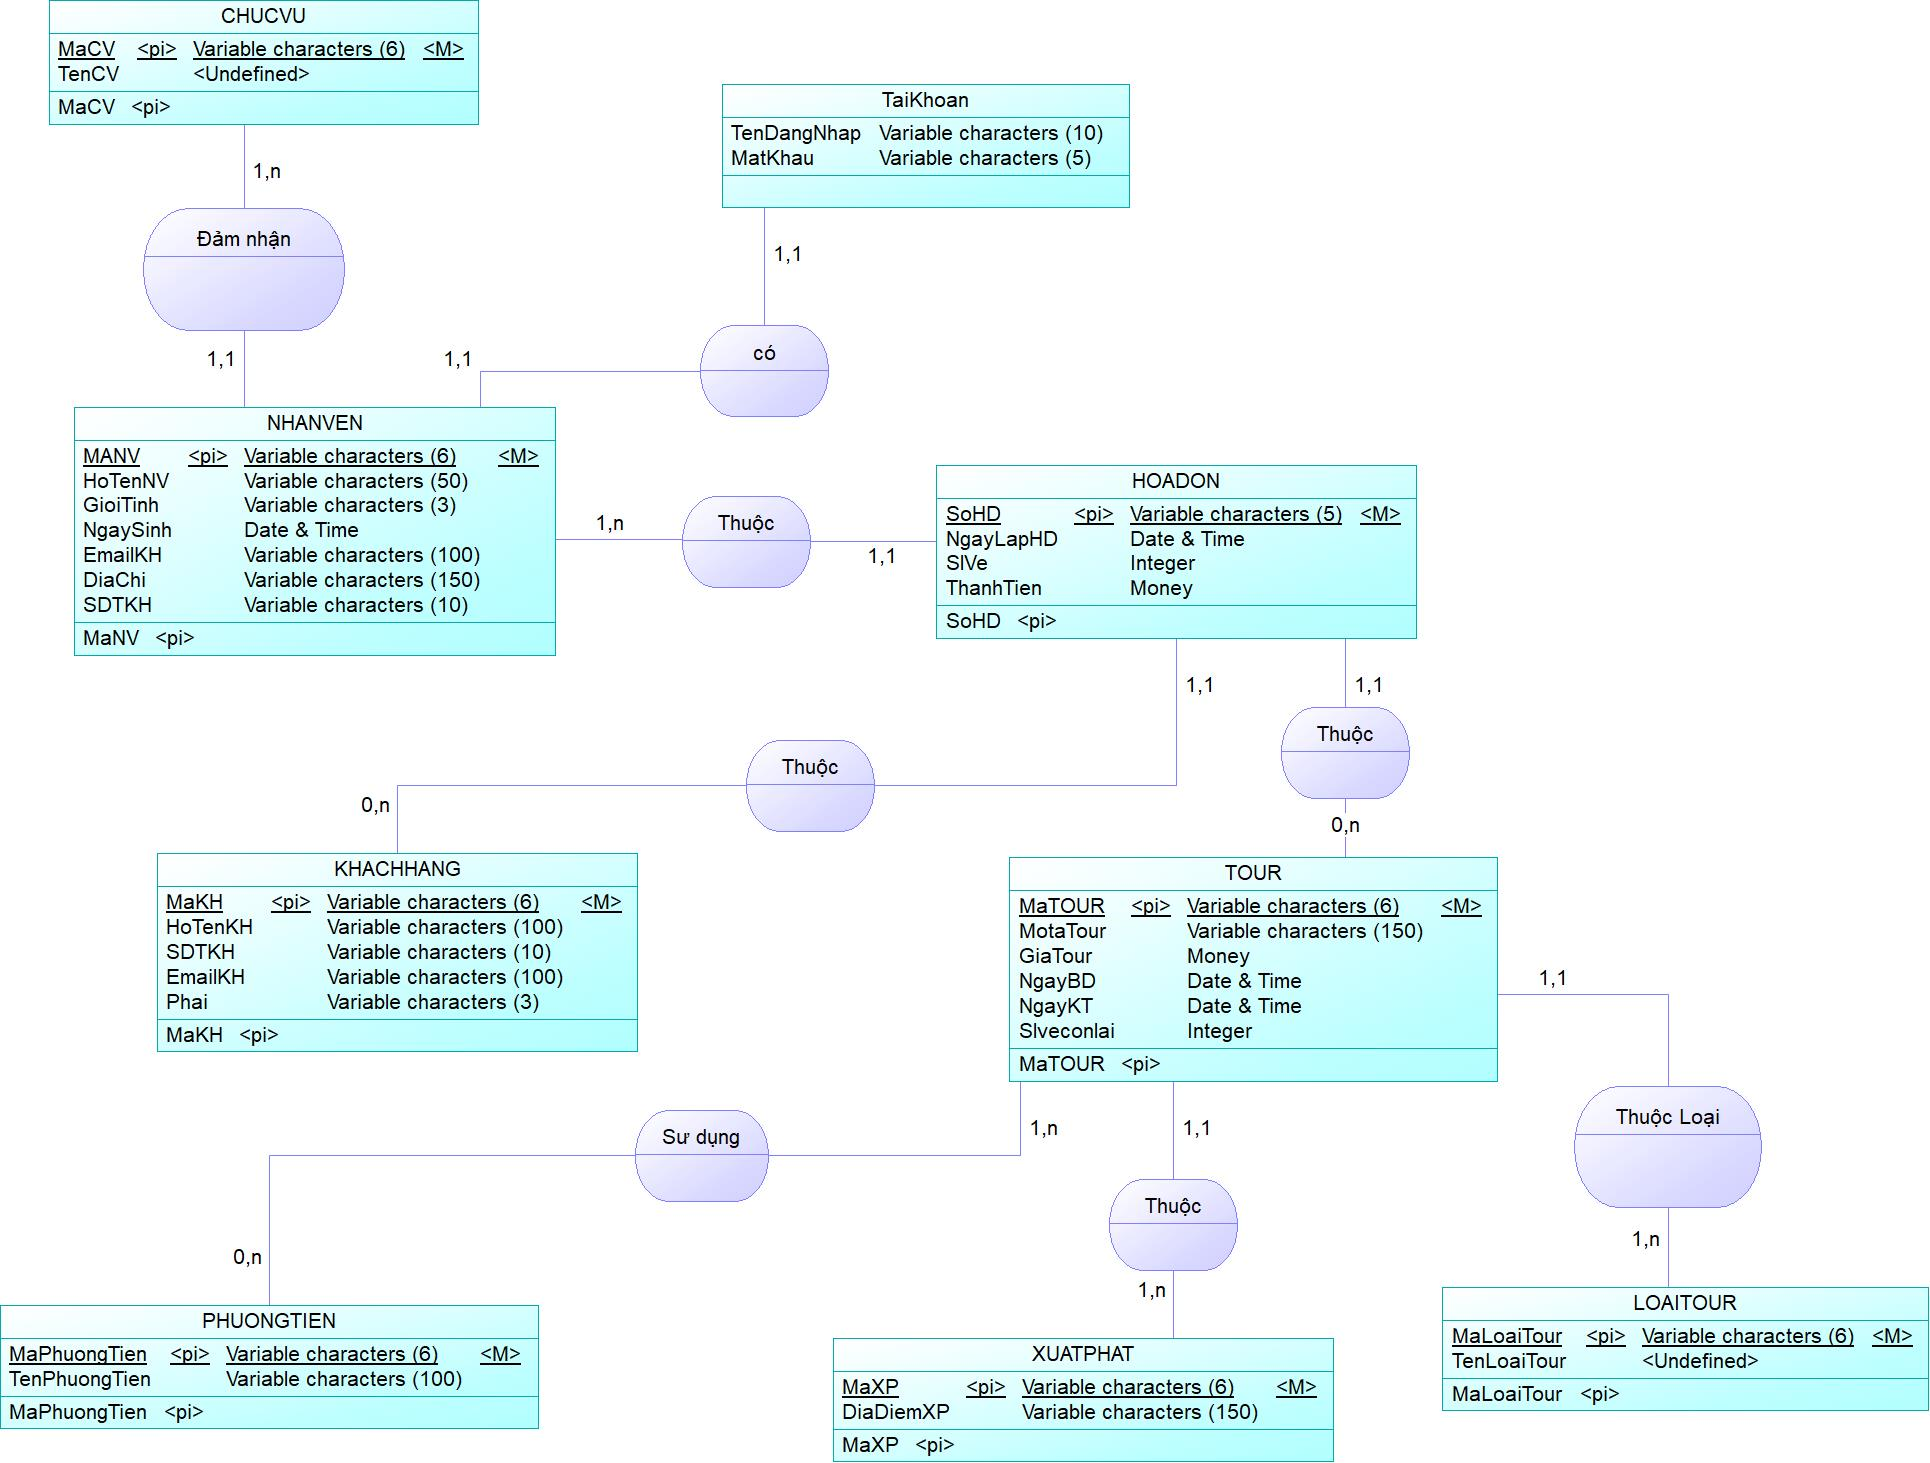 CHUCVU
MaCV <pi> Variable characters (6) <M>
TenCV <Undefined>
MaCV <pi>
1,n
Đảm nhận
1,1
TaiKhoan
TenDangNhap Variable characters (10)
MatKhau Variable characters (5)
1,1
có
1,1
NHANVEN
MANV <pi> Variable characters (6) <M>
HoTenNV Variable characters (50)
GioiTinh Variable characters (3)
NgaySinh Date & Time
EmailKH Variable characters (100)
DiaChi Variable characters (150)
SDTKH Variable characters (10)
MaNV <pi>
1,n
Thuộc
1,1
HOADON
SoHD <pi> Variable characters (5) <M>
NgayLapHD Date & Time
SlVe Integer
ThanhTien Money
SoHD <pi>
1,1
Thuộc
0,n
1,1
Thuộc
0,n
KHACHHANG
MaKH <pi> Variable characters (6) <M>
HoTenKH Variable characters (100)
SDTKH Variable characters (10)
EmailKH Variable characters (100)
Phai Variable characters (3)
MaKH <pi>
TOUR
MaTOUR <pi> Variable characters (6) <M>
MotaTour Variable characters (150)
GiaTour Money
NgayBD Date & Time
NgayKT Date & Time
Slveconlai Integer
MaTOUR <pi>
1,n
Sư dụng
0,n
1,1
Thuộc
1,n
1,1
Thuộc Loại
1,n
PHUONGTIEN
MaPhuongTien <pi> Variable characters (6) <M>
TenPhuongTien Variable characters (100)
MaPhuongTien <pi>
XUATPHAT
MaXP <pi> Variable characters (6) <M>
DiaDiemXP Variable characters (150)
MaXP <pi>
LOAITOUR
MaLoaiTour <pi> Variable characters (6) <M>
TenLoaiTour <Undefined>
MaLoaiTour <pi>